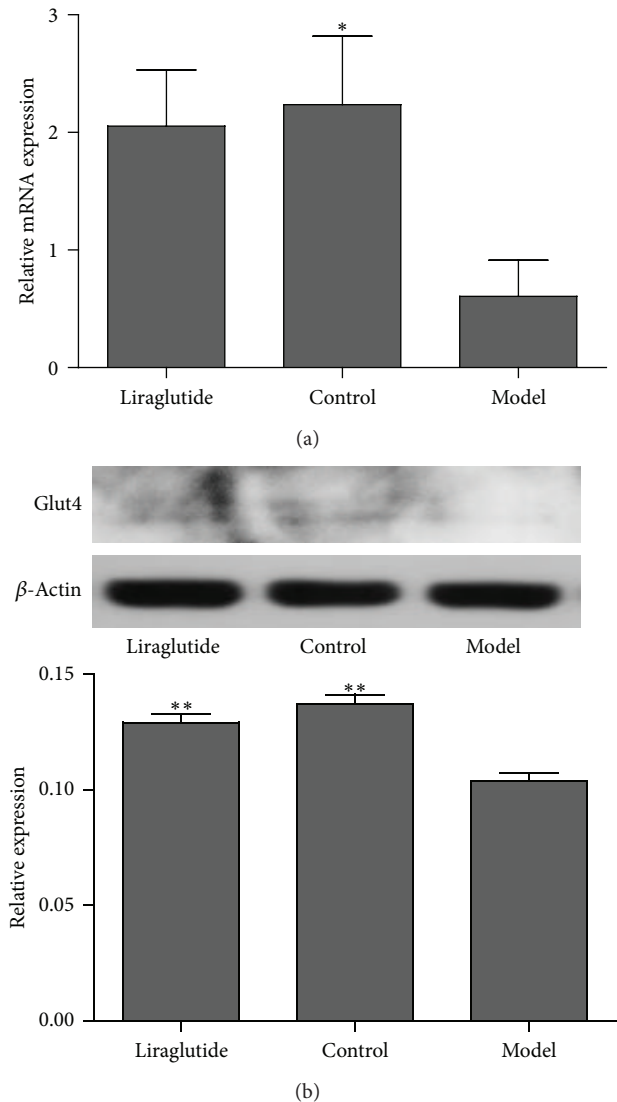 Relative mRNA expression
3
2
1
0
*
Liraglutide Control Model
(a)
Glut4
β-Actin
Liraglutide Control Model
Relative expression
0.15
0.10
0.05
0.00
** **
Liraglutide Control Model
(b)